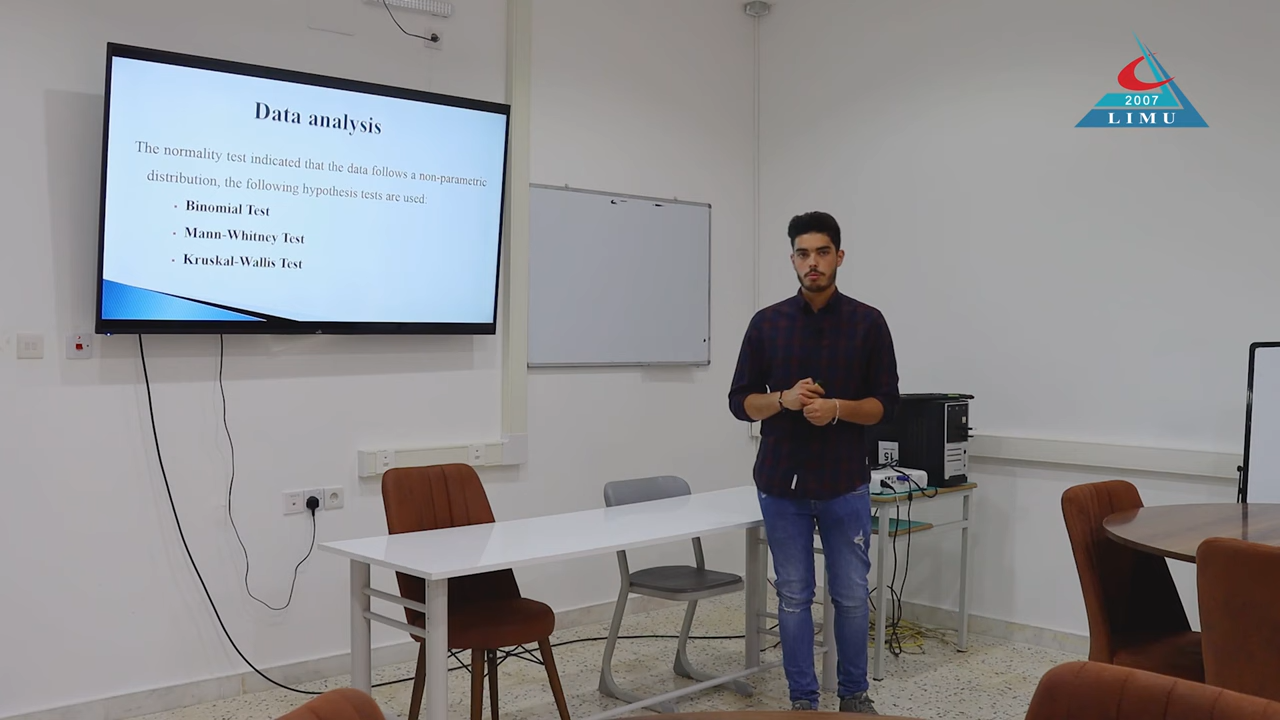 Data analysis
The normality test indicated that the data follows a non-parametric
distribution, the following hypothesis tests are used:
• Binomial Test
• Mann-Whitney Test
• Kruskal-Wallis Test
2007
LIMU
15